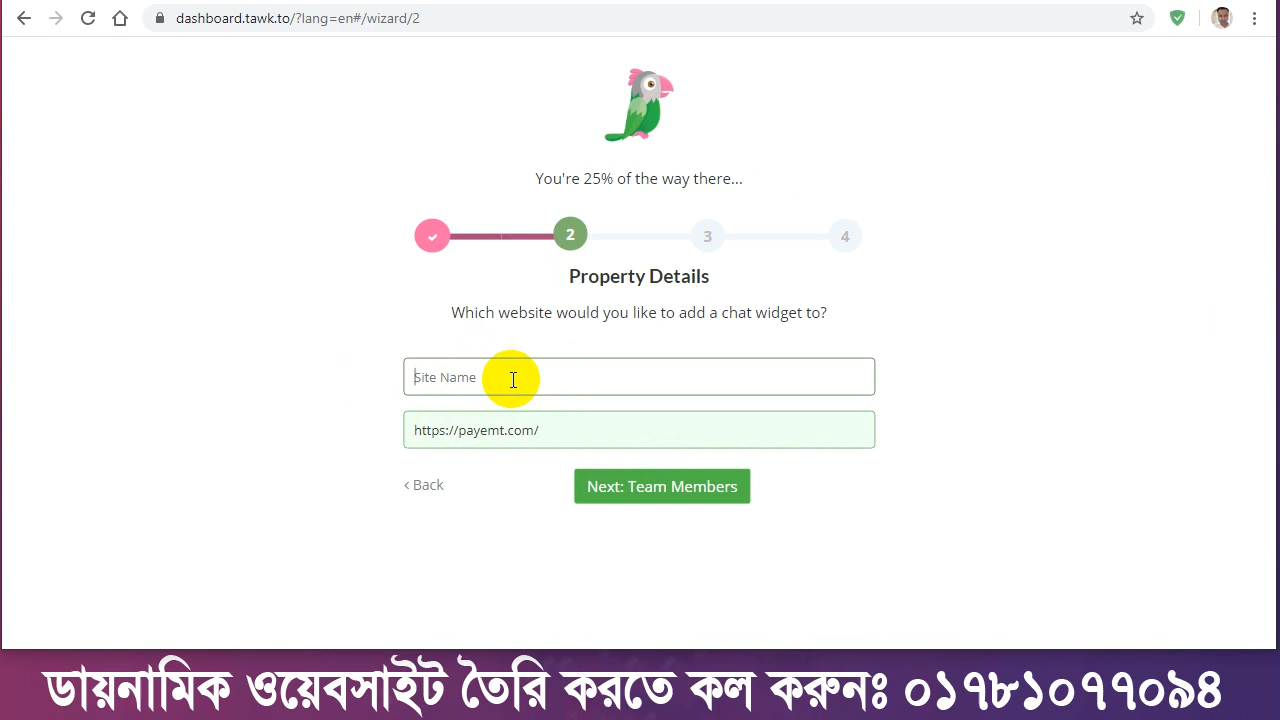 dashboard.tawk.to/?lang=en#/wizard/2
You're 25% of the way there...
2
3
4
Property Details
Which website would you like to add a chat widget to?
Site Name
https://payemt.com/
‹ Back
Next: Team Members
ডায়নামিক ওয়েবসাইট তৈরি করতে কল করুনঃ ০১৭৮১০৭৭০৯৪